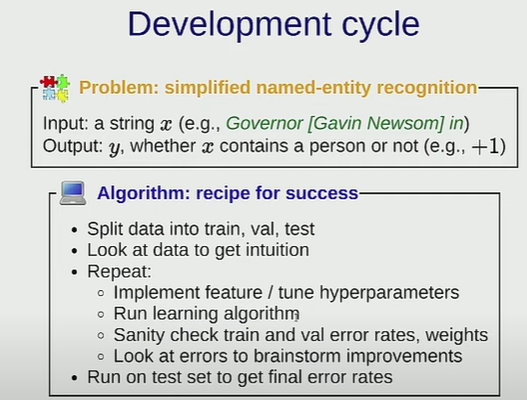 Development cycle
Problem: simplified named-entity recognition
Input: a string x (e.g., Governor [Gavin Newsom] in)
Output: y, whether x contains a person or not (e.g., +1)
Algorithm: recipe for success
• Split data into train, val, test
• Look at data to get intuition
• Repeat:
◦ Implement feature / tune hyperparameters
◦ Run learning algorithm
◦ Sanity check train and val error rates, weights
◦ Look at errors to brainstorm improvements
• Run on test set to get final error rates